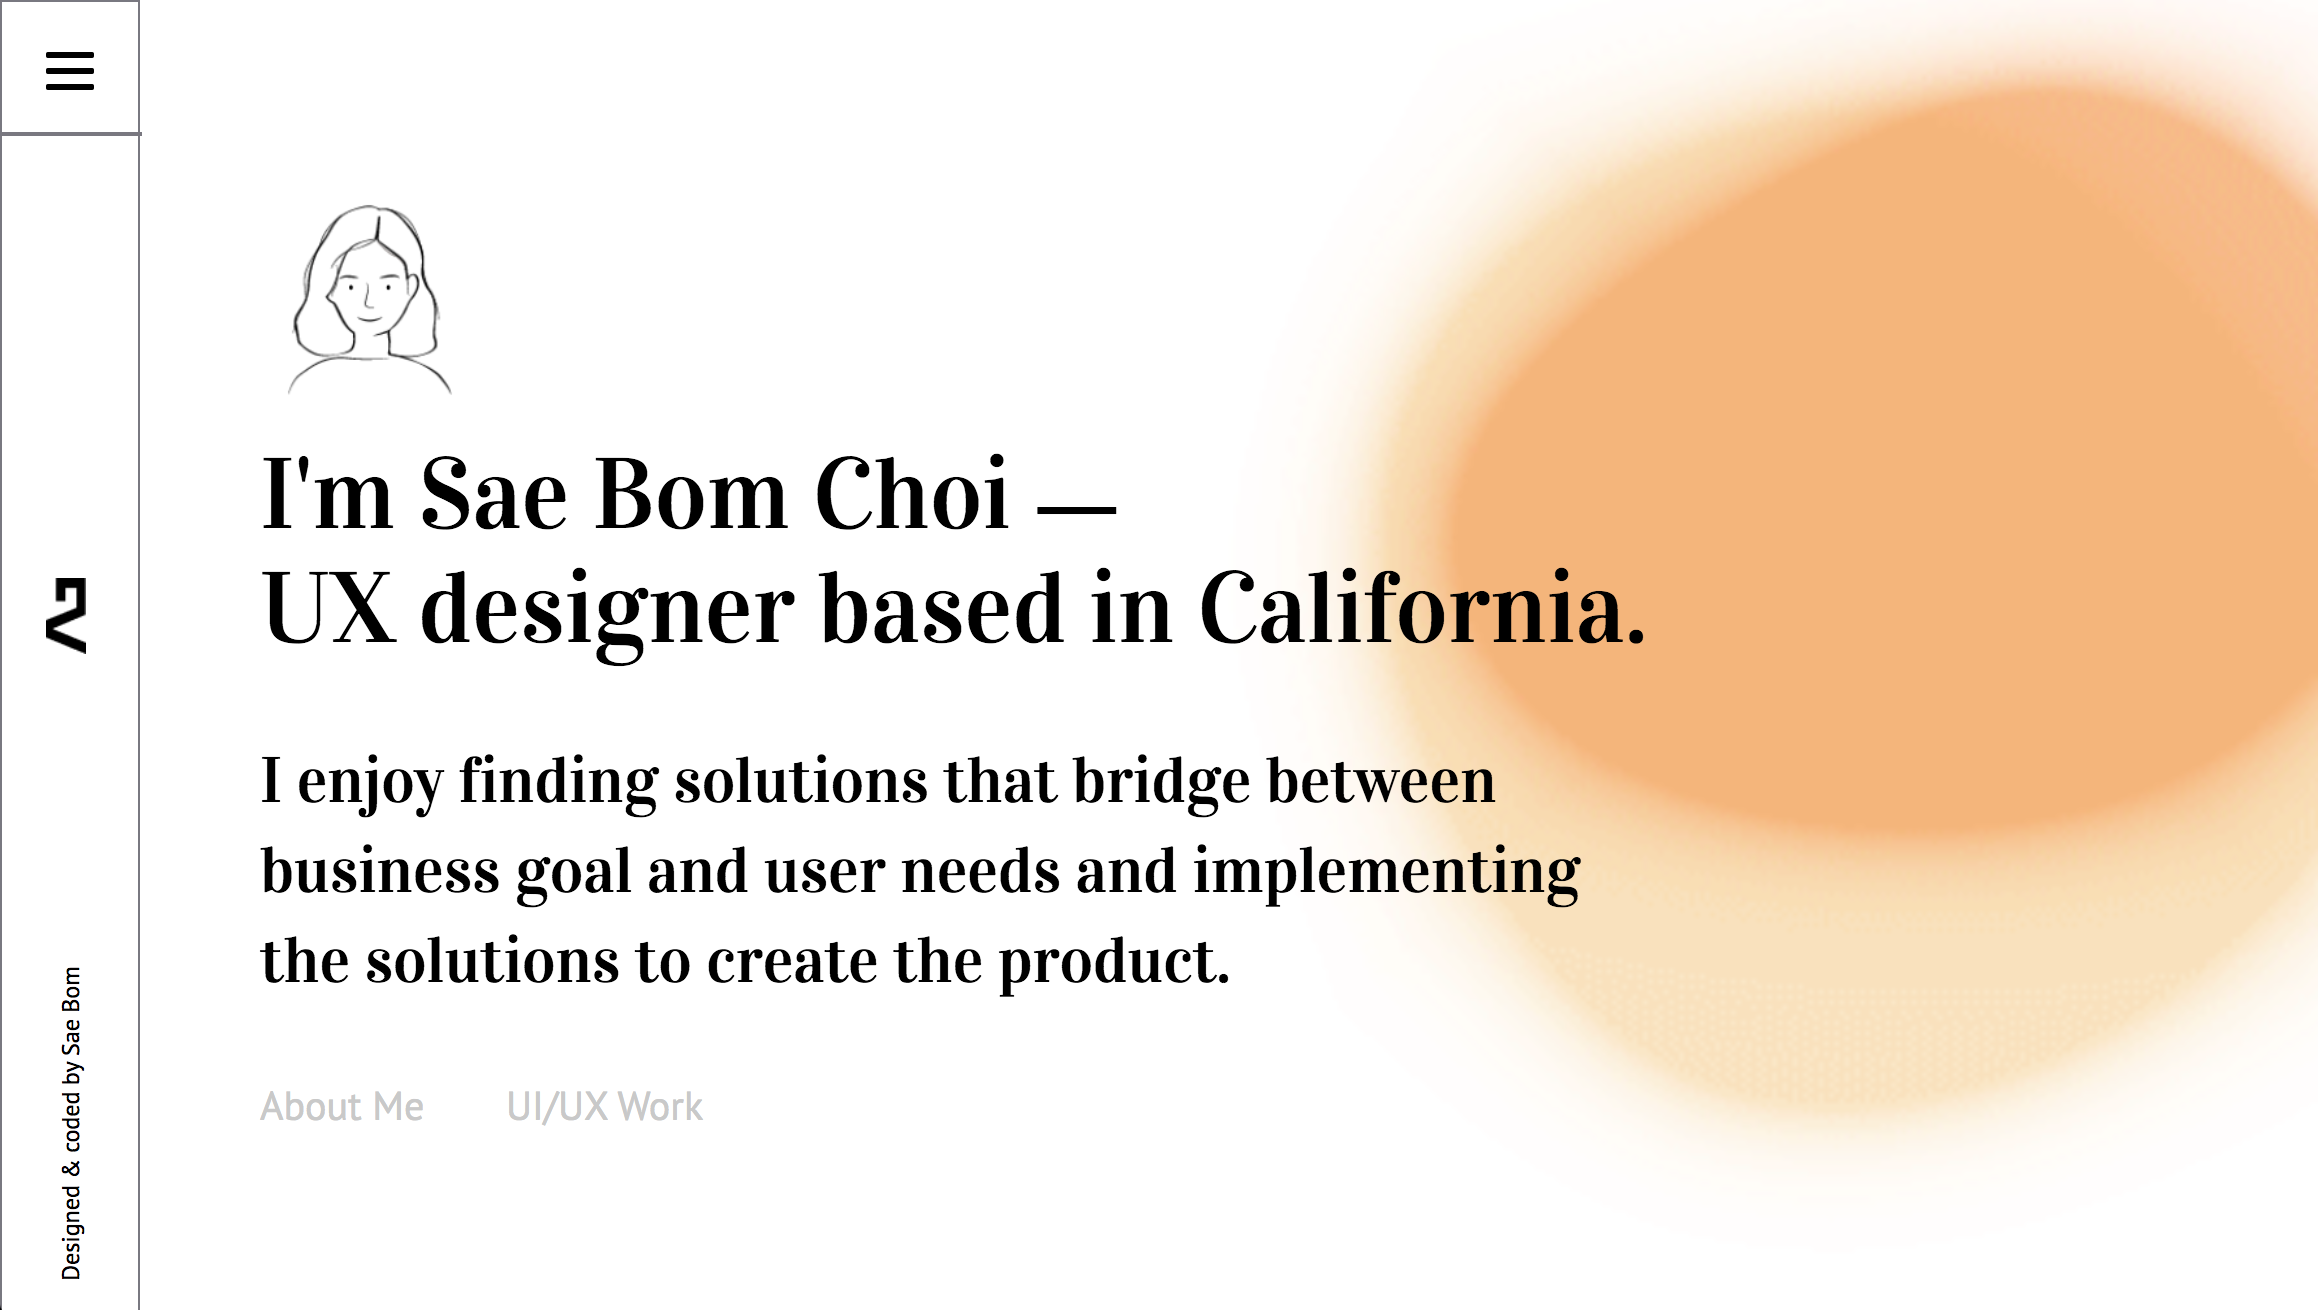 I'm Sae Bom Choi —
UX designer based in California.
I enjoy finding solutions that bridge between
business goal and user needs and implementing
the solutions to create the product.
About Me
UI/UX Work
Designed & coded by Sae Bom